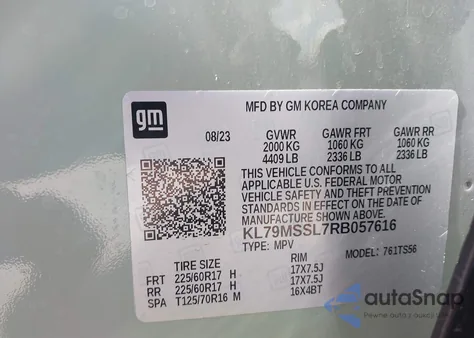 gm
MFD BY GM KOREA COMPANY
08/23 GVWR GAWR FRT GAWR RR
2000 KG 1060 KG 1060 KG
4409 LB 2336 LB 2336 LB
THIS VEHICLE CONFORMS TO ALL
APPLICABLE U.S. FEDERAL MOTOR
VEHICLE SAFETY AND THEFT PREVENTION
STANDARDS IN EFFECT ON THE DATE OF
MANUFACTURE SHOWN ABOVE.
KL79MSSL7RB057616
TYPE: MPV MODEL: 761TS56
TIRE SIZE RIM
FRT 225/60R17 H 17X7.5J
RR 225/60R17 H 17X7.5J
SPA T125/70R16 M 16X4BT
autoSnap
Pewne auto z aukcji